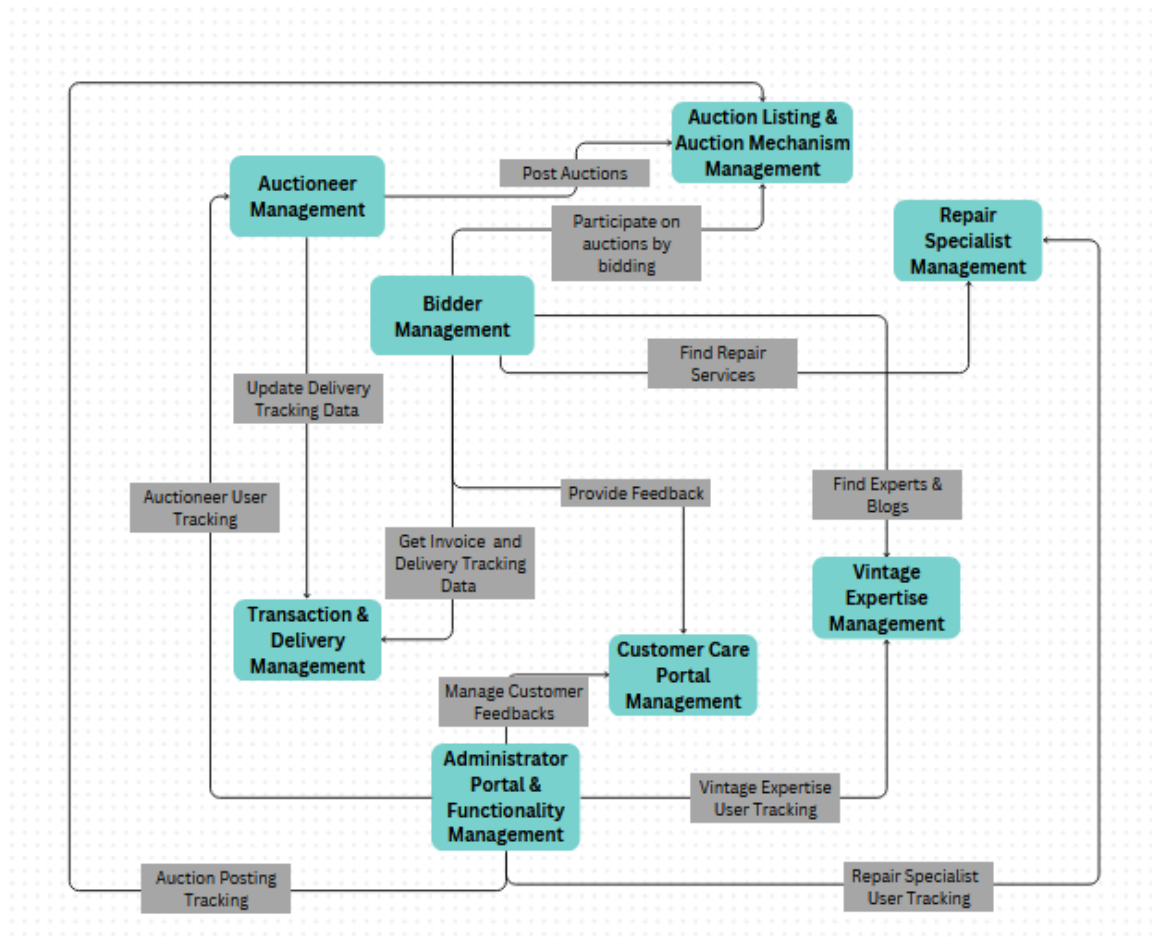 Auction Listing &
Auction Mechanism
Management
Post Auctions
Auctioneer
Management
Participate on
auctions by
bidding
Repair
Specialist
Management
Bidder
Management
Find Repair
Services
Update Delivery
Tracking Data
Auctioneer User
Tracking
Provide Feedback
Find Experts &
Blogs
Get Invoice and
Delivery Tracking
Data
Vintage
Expertise
Management
Transaction &
Delivery
Management
Customer Care
Portal
Management
Manage Customer
Feedbacks
Administrator
Portal &
Functionality
Management
Vintage Expertise
User Tracking
Auction Posting
Tracking
Repair Specialist
User Tracking